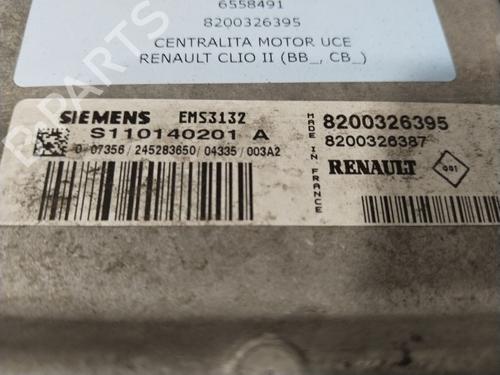 6558491
8200326395
CENTRALITA MOTOR UCE
RENAULT CLIO II (BB_, CB_)
SIEMENS EMS3132
S110140201 A
0 07356 / 245283650 / 04335 / 003A2
MADE IN FRANCE
8200326395
8200326387
RENAULT
B-PARTS